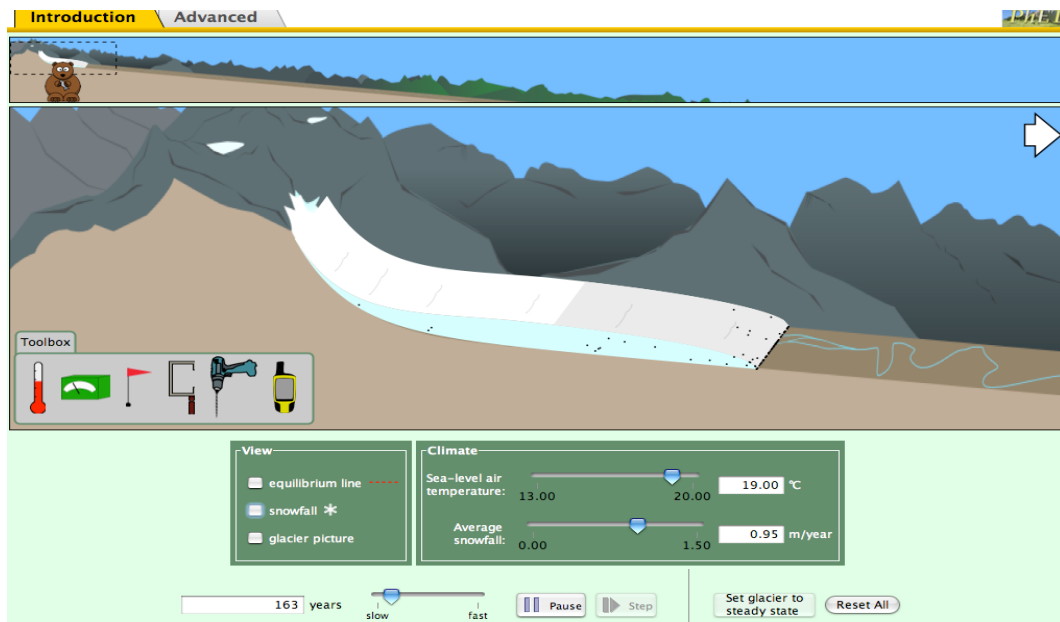 Introduction Advanced
PhET
Toolbox
View
equilibrium line
snowfall
glacier picture
Climate
Sea-level air
temperature:
13.00 20.00
19.00 ℃
Average
snowfall:
0.00 1.50
0.95 m/year
163 years
slow fast
Pause
Step
Set glacier to
steady state
Reset All